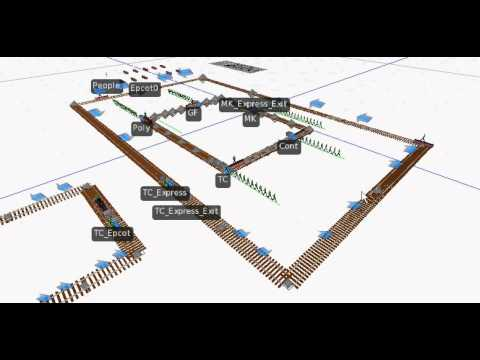 People
Epcot0
MK_Express_Exit
GF
MK
Poly
Cont
TC
TC_Express
TC_Express_Exit
TC_Epcot